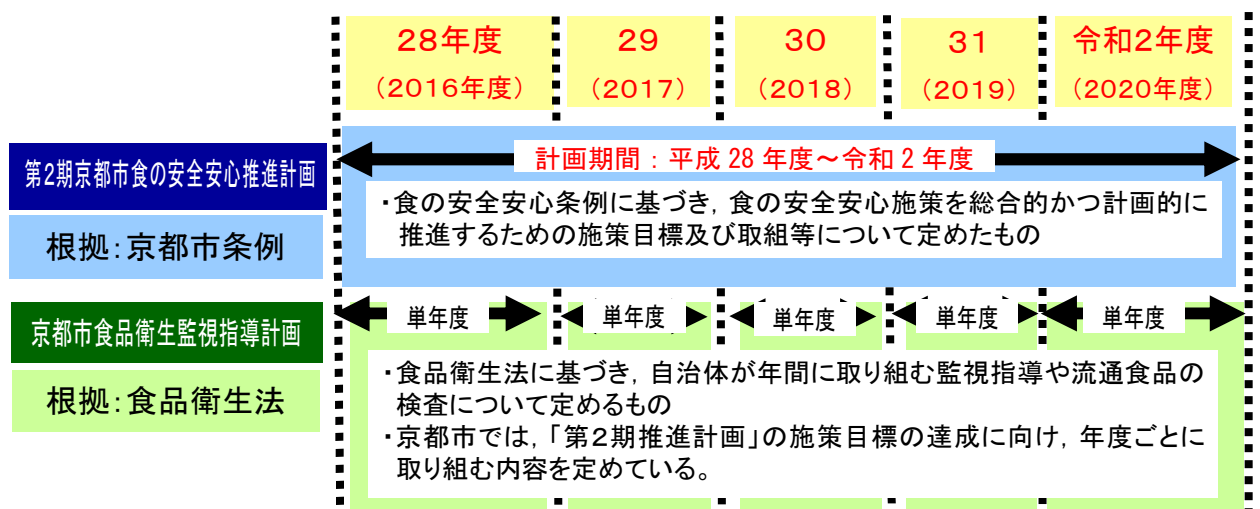 28年度 29 30 31 令和2年度
（2016年度） （2017） （2018） （2019） （2020年度）
第2期京都市食の安全安心推進計画
根拠：京都市条例
計画期間：平成 28 年度～令和 2 年度
・食の安全安心条例に基づき，食の安全安心施策を総合的かつ計画的に
推進するための施策目標及び取組等について定めたもの
京都市食品衛生監視指導計画
根拠：食品衛生法
単年度 単年度 単年度 単年度 単年度
・食品衛生法に基づき，自治体が年間に取り組む監視指導や流通食品の
検査について定めるもの
・京都市では，「第２期推進計画」の施策目標の達成に向け，年度ごとに
取り組む内容を定めている。